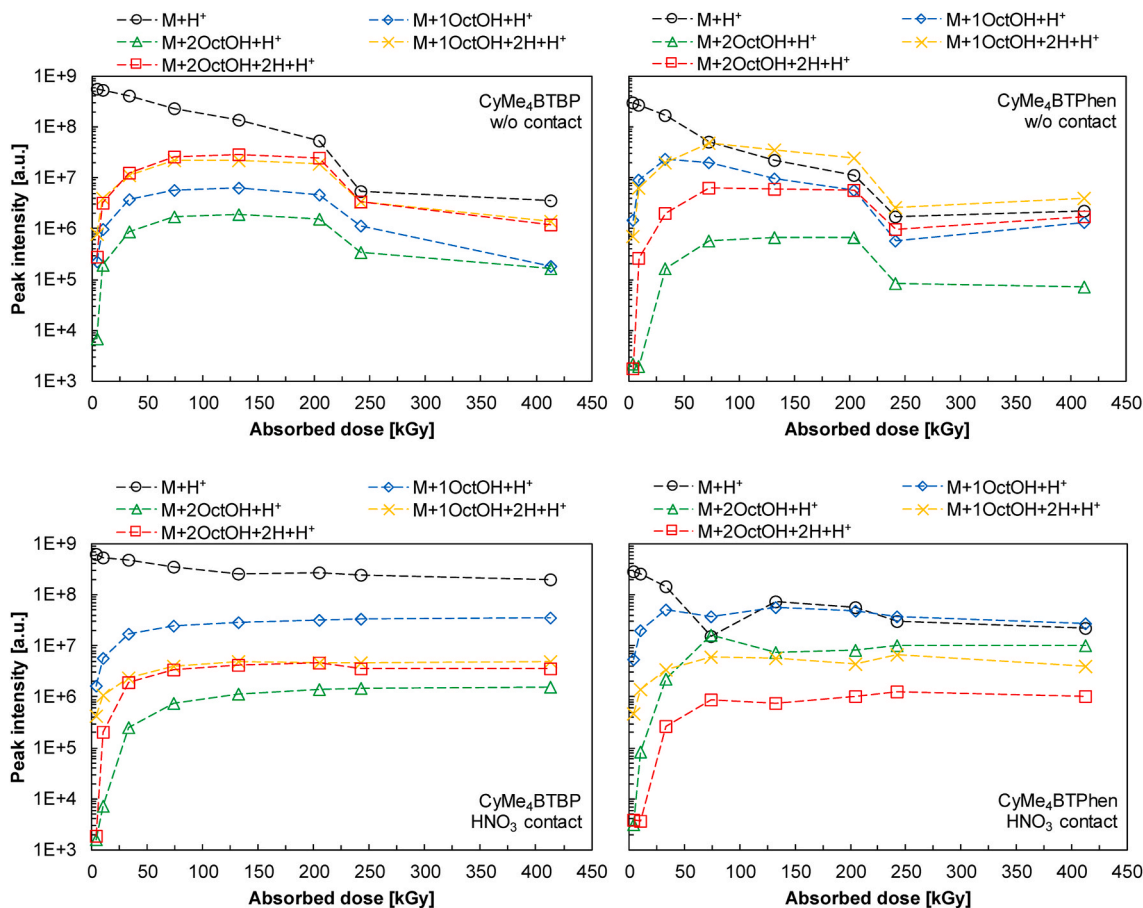 M+H⁺ M+1OctOH+H⁺
M+2OctOH+H⁺ M+1OctOH+2H+H⁺
M+2OctOH+2H+H⁺
CyMe₄BTBP
w/o contact
Peak intensity [a.u.]
1E+9
1E+8
1E+7
1E+6
1E+5
1E+4
1E+3
0 50 100 150 200 250 300 350 400 450
Absorbed dose [kGy]
M+H⁺ M+1OctOH+H⁺
M+2OctOH+H⁺ M+1OctOH+2H+H⁺
M+2OctOH+2H+H⁺
CyMe₄BTPhen
w/o contact
0 50 100 150 200 250 300 350 400 450
Absorbed dose [kGy]
M+H⁺ M+1OctOH+H⁺
M+2OctOH+H⁺ M+1OctOH+2H+H⁺
M+2OctOH+2H+H⁺
Peak intensity [a.u.]
1E+9
1E+8
1E+7
1E+6
1E+5
1E+4
1E+3
CyMe₄BTBP
HNO₃ contact
0 50 100 150 200 250 300 350 400 450
Absorbed dose [kGy]
M+H⁺ M+1OctOH+H⁺
M+2OctOH+H⁺ M+1OctOH+2H+H⁺
M+2OctOH+2H+H⁺
CyMe₄BTPhen
HNO₃ contact
0 50 100 150 200 250 300 350 400 450
Absorbed dose [kGy]